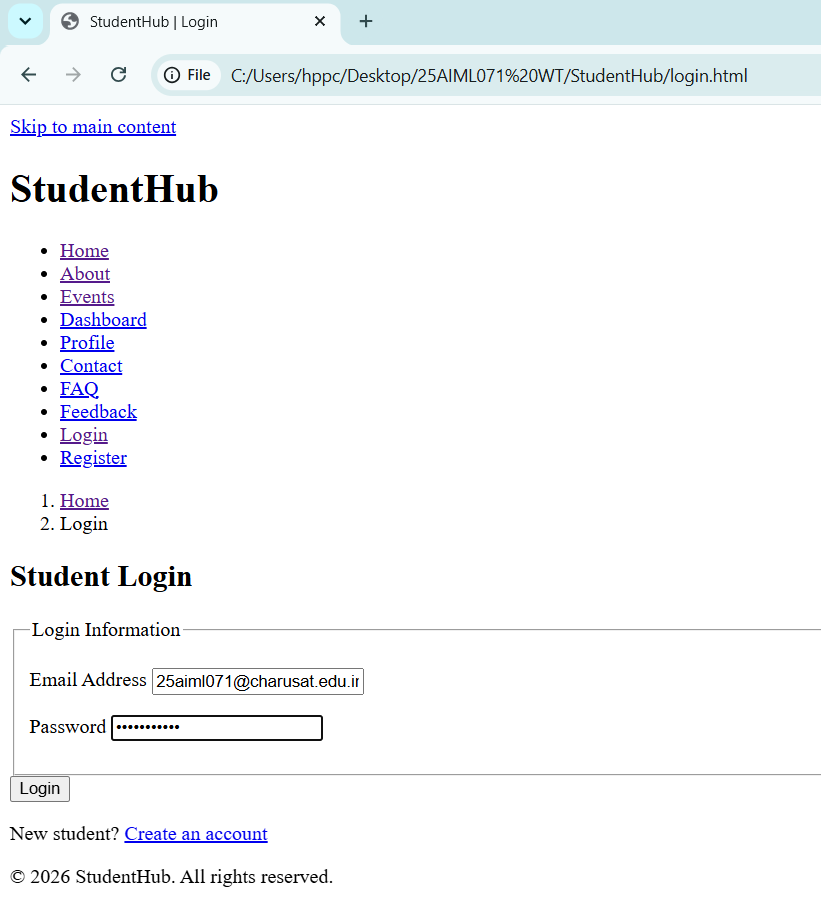 StudentHub | Login
File C:/Users/hppc/Desktop/25AIML071%20WT/StudentHub/login.html
Skip to main content
StudentHub
Home
About
Events
Dashboard
Profile
Contact
FAQ
Feedback
Login
Register
1. Home
2. Login
Student Login
Login Information
Email Address 25aiml071@charusat.edu.in
Password •••••••••••
Login
New student? Create an account
© 2026 StudentHub. All rights reserved.